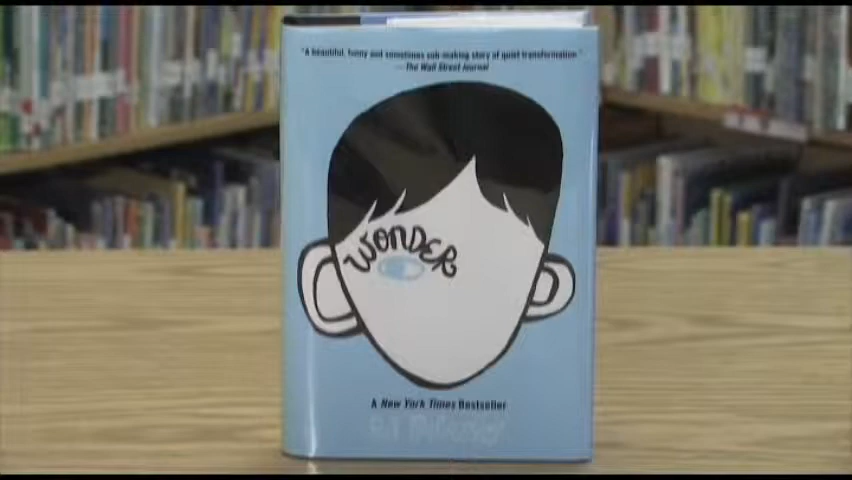 "A beautiful, funny and sometimes sob-making story of quiet transformation."
—The Wall Street Journal
WONDER
A New York Times Bestseller